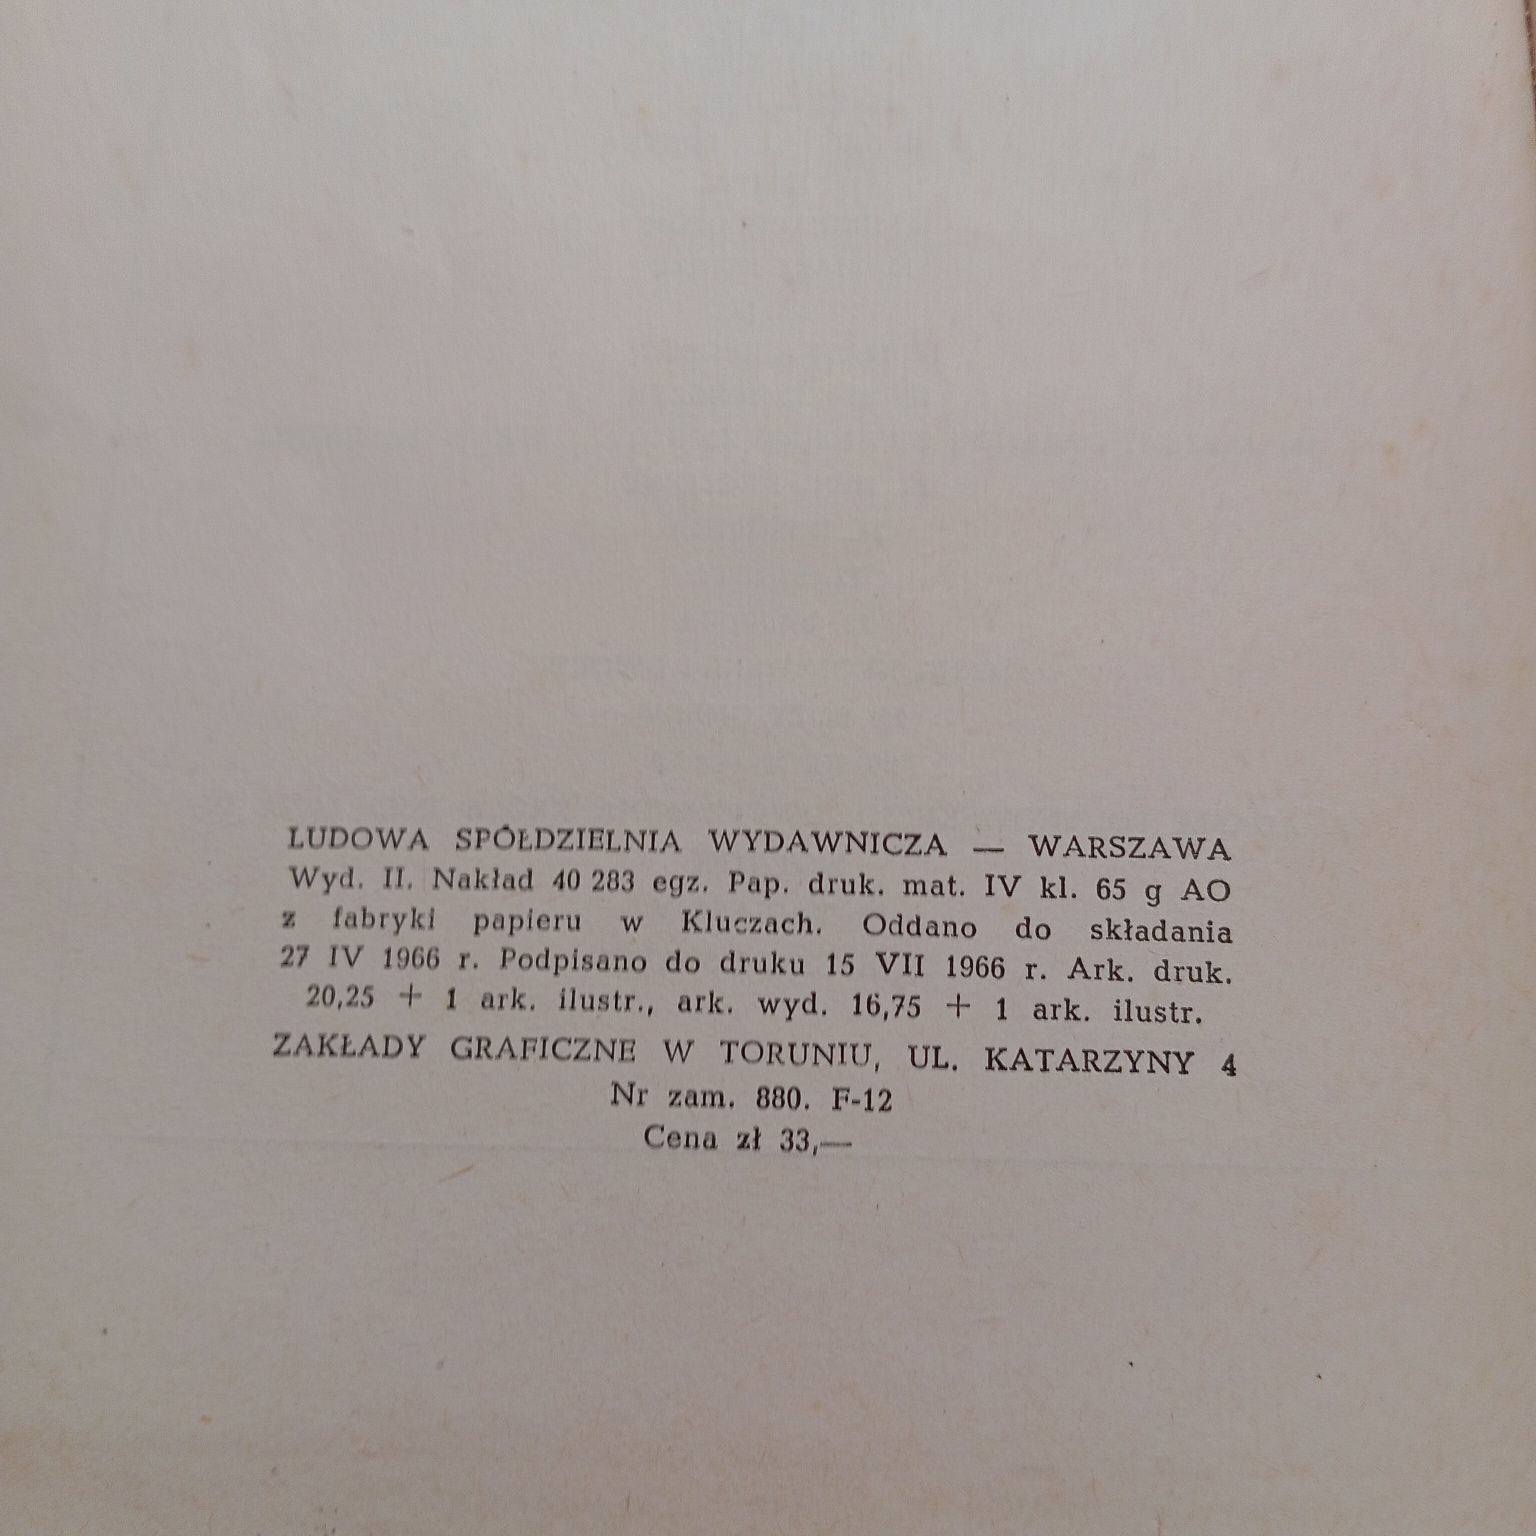 LUDOWA SPÓŁDZIELNIA WYDAWNICZA — WARSZAWA
Wyd. II. Nakład 40 283 egz. Pap. druk. mat. IV kl. 65 g AO
z fabryki papieru w Kluczach. Oddano do składania
27 IV 1966 r. Podpisano do druku 15 VII 1966 r. Ark. druk.
20,25 + 1 ark. ilustr., ark. wyd. 16,75 + 1 ark. ilustr.
ZAKŁADY GRAFICZNE W TORUNIU, UL. KATARZYNY 4
Nr zam. 880. F-12
Cena zł 33,—